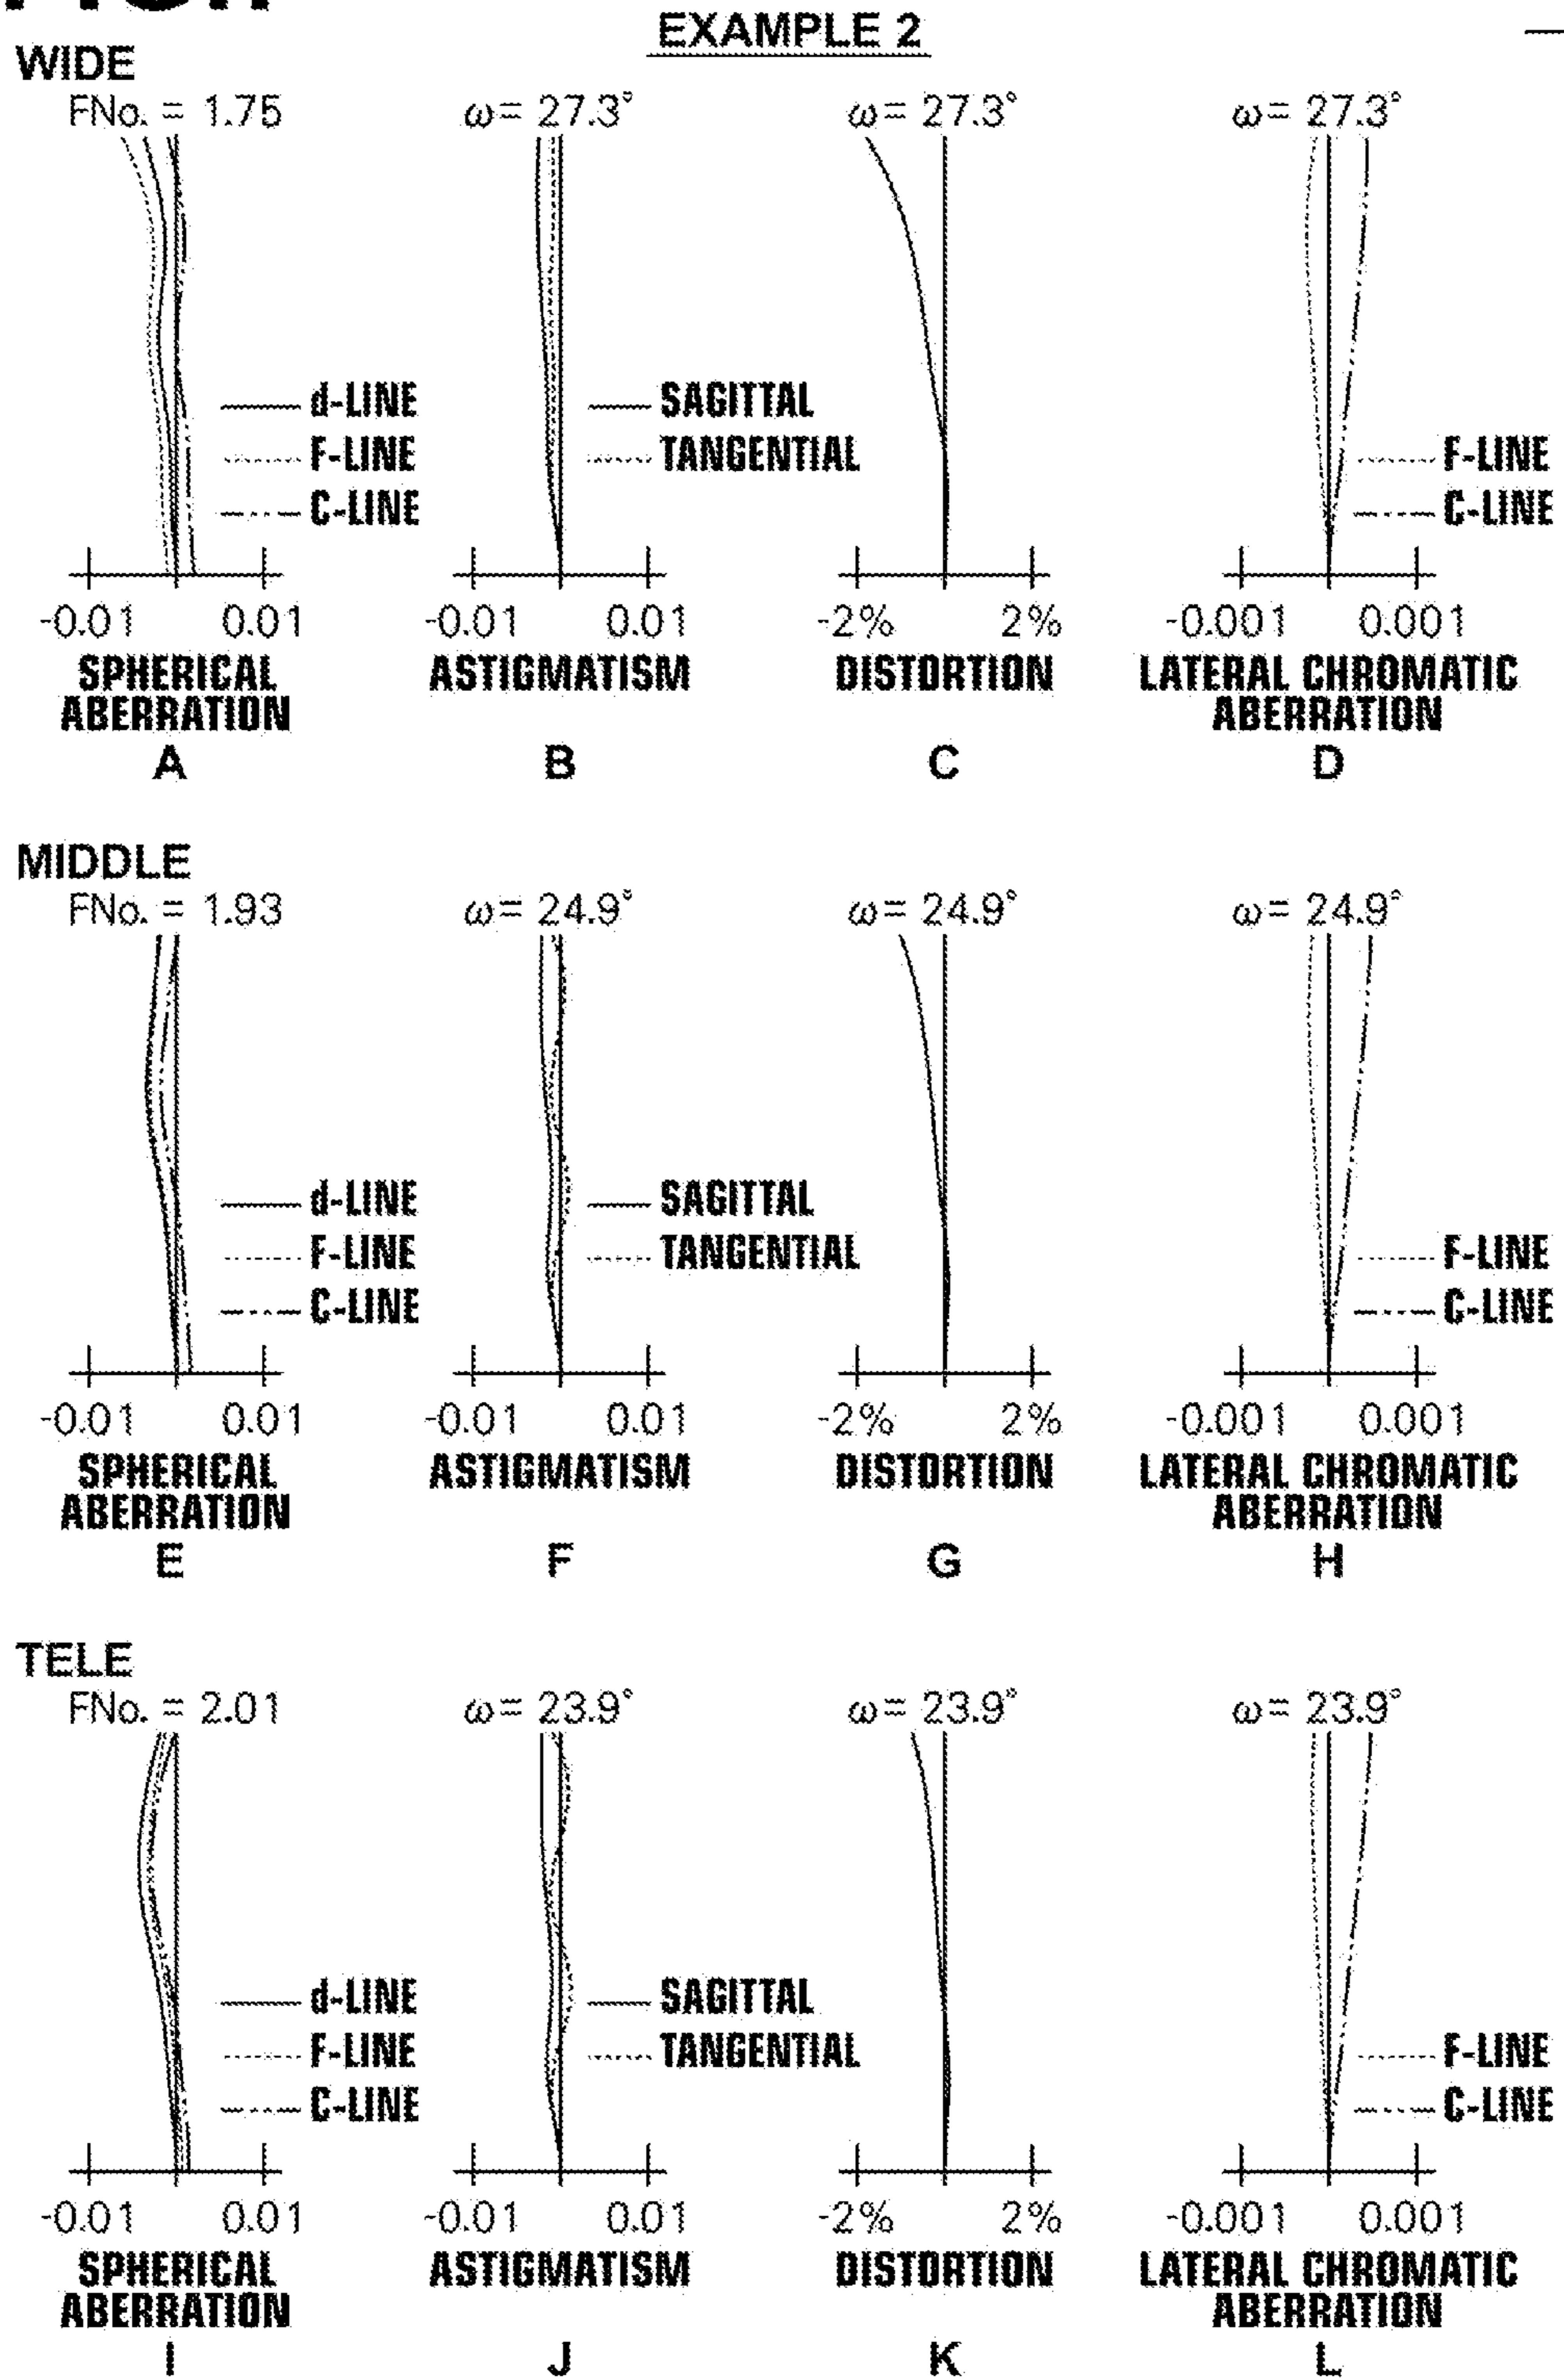 EXAMPLE 2
WIDE
FNo. = 1.75 ω= 27.3° ω= 27.3° ω= 27.3°
d-LINE SAGITTAL
F-LINE TANGENTIAL F-LINE
C-LINE C-LINE
-0.01 0.01 -0.01 0.01 -2% 2% -0.001 0.001
SPHERICAL ASTIGMATISM DISTORTION LATERAL CHROMATIC
ABERRATION ABERRATION
A B C D
MIDDLE
FNo. = 1.93 ω= 24.9° ω= 24.9° ω= 24.9°
d-LINE SAGITTAL
F-LINE TANGENTIAL F-LINE
C-LINE C-LINE
-0.01 0.01 -0.01 0.01 -2% 2% -0.001 0.001
SPHERICAL ASTIGMATISM DISTORTION LATERAL CHROMATIC
ABERRATION ABERRATION
E F G H
TELE
FNo. = 2.01 ω= 23.9° ω= 23.9° ω= 23.9°
d-LINE SAGITTAL
F-LINE TANGENTIAL F-LINE
C-LINE C-LINE
-0.01 0.01 -0.01 0.01 -2% 2% -0.001 0.001
SPHERICAL ASTIGMATISM DISTORTION LATERAL CHROMATIC
ABERRATION ABERRATION
I J K L